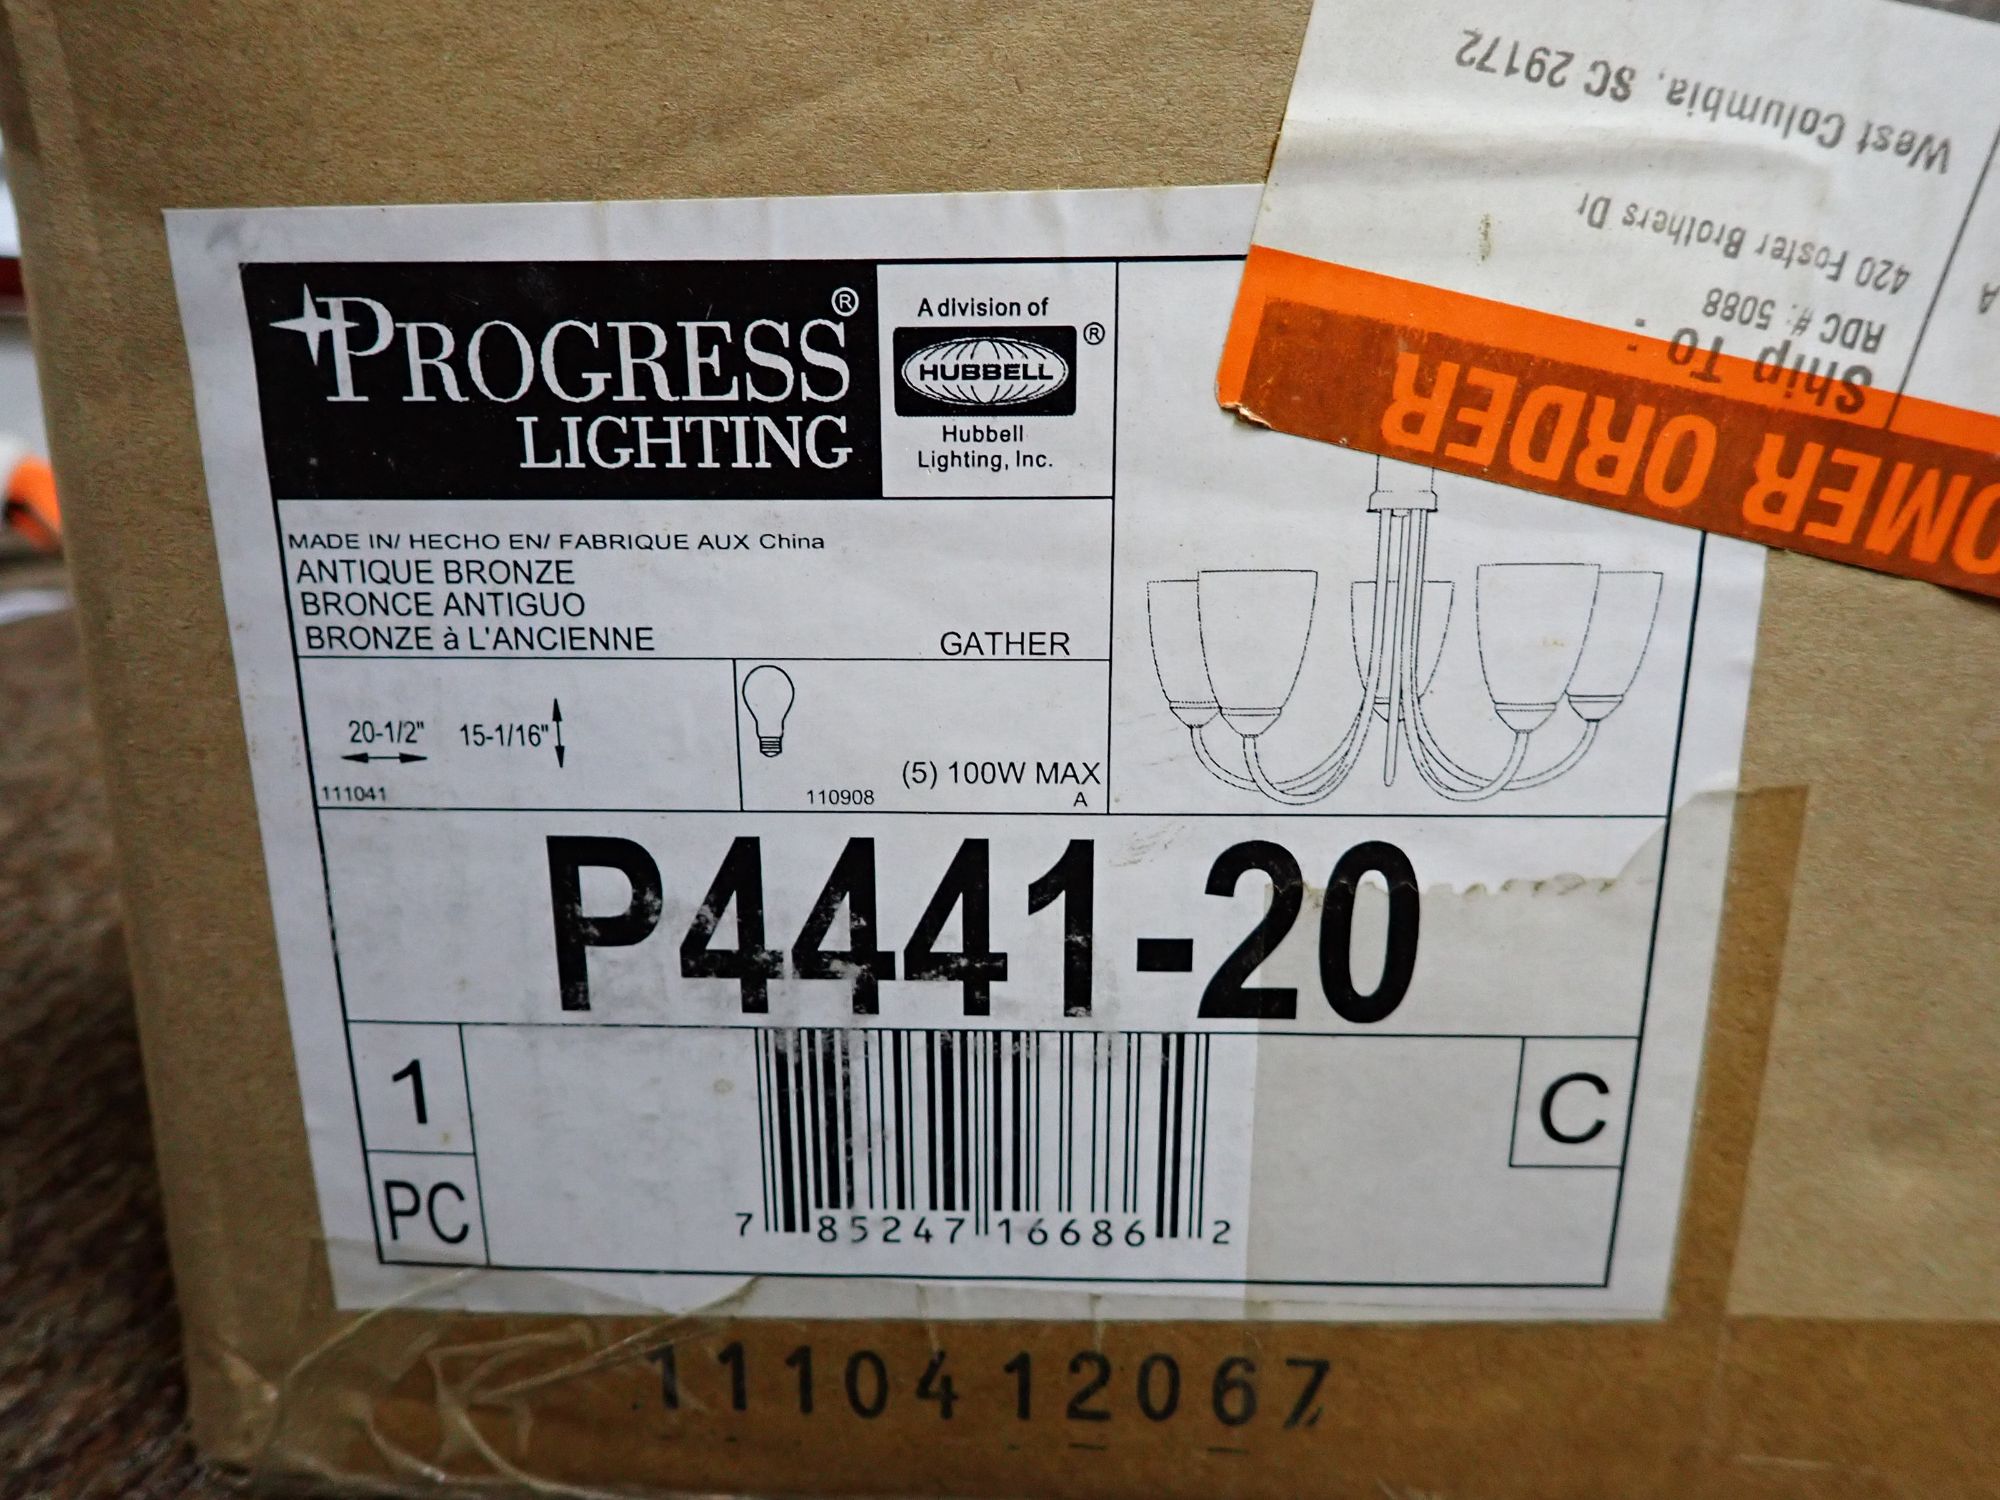 West Columbia, SC 29172
420 Foster Brothers Dr
RDC #: 5088
Ship To :
OMER ORDER
A
PROGRESS®
LIGHTING
A division of
HUBBELL®
Hubbell
Lighting, Inc.
MADE IN/ HECHO EN/ FABRIQUE AUX China
ANTIQUE BRONZE
BRONCE ANTIGUO
BRONZE à L'ANCIENNE
GATHER
20-1/2" 15-1/16"
111041
(5) 100W MAX
110908
A
P4441-20
1
PC
C
7 85247 16686 2
111041 2067